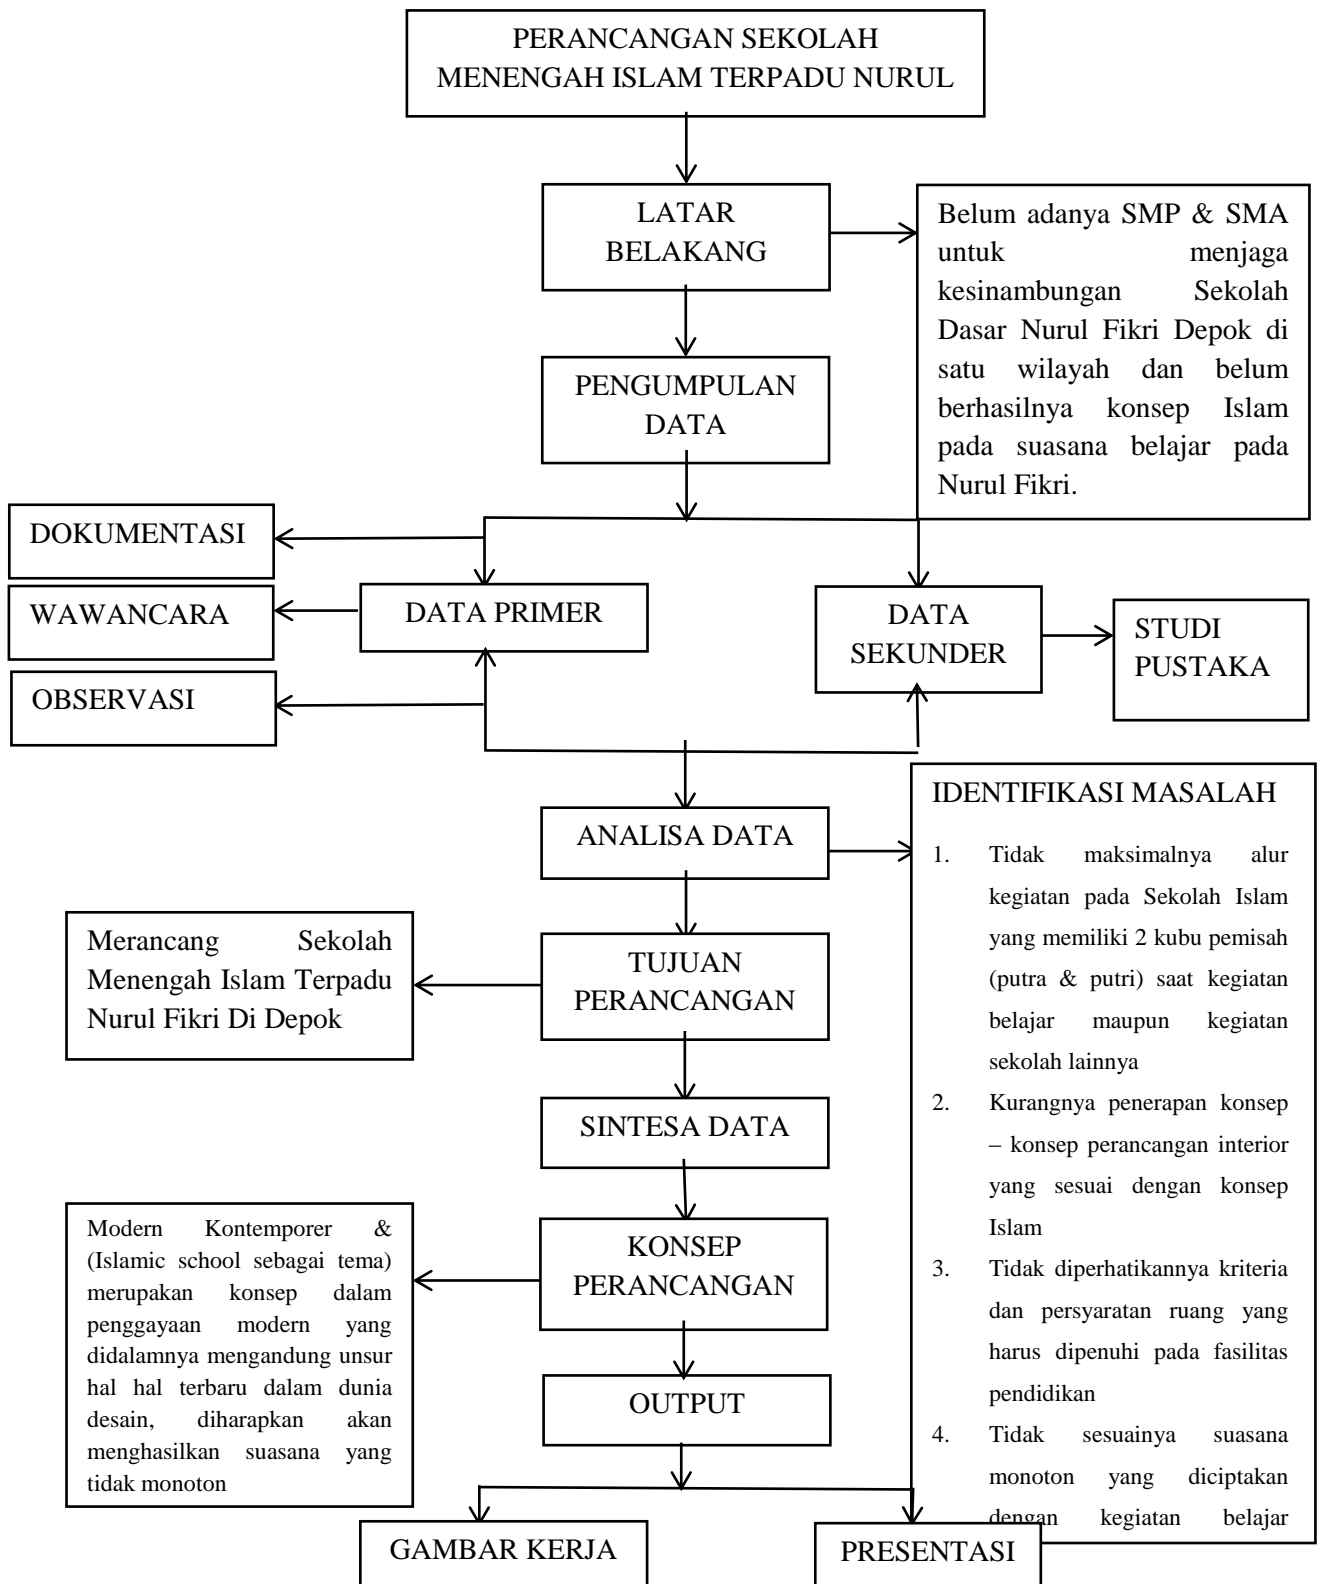 PERANCANGAN SEKOLAH
MENENGAH ISLAM TERPADU NURUL
LATAR
BELAKANG
Belum adanya SMP & SMA
untuk menjaga
kesinambungan Sekolah
Dasar Nurul Fikri Depok di
satu wilayah dan belum
berhasilnya konsep Islam
pada suasana belajar pada
Nurul Fikri.
PENGUMPULAN
DATA
DOKUMENTASI
WAWANCARA
OBSERVASI
DATA PRIMER
DATA
SEKUNDER
STUDI
PUSTAKA
ANALISA DATA
IDENTIFIKASI MASALAH
1. Tidak maksimalnya alur
kegiatan pada Sekolah Islam
yang memiliki 2 kubu pemisah
(putra & putri) saat kegiatan
belajar maupun kegiatan
sekolah lainnya
2. Kurangnya penerapan konsep
– konsep perancangan interior
yang sesuai dengan konsep
Islam
3. Tidak diperhatikannya kriteria
dan persyaratan ruang yang
harus dipenuhi pada fasilitas
pendidikan
4. Tidak sesuainya suasana
monoton yang diciptakan
dengan kegiatan belajar
TUJUAN
PERANCANGAN
Merancang Sekolah
Menengah Islam Terpadu
Nurul Fikri Di Depok
SINTESA DATA
KONSEP
PERANCANGAN
Modern Kontemporer &
(Islamic school sebagai tema)
merupakan konsep dalam
penggayaan modern yang
didalamnya mengandung unsur
hal hal terbaru dalam dunia
desain, diharapkan akan
menghasilkan suasana yang
tidak monoton
OUTPUT
GAMBAR KERJA
PRESENTASI